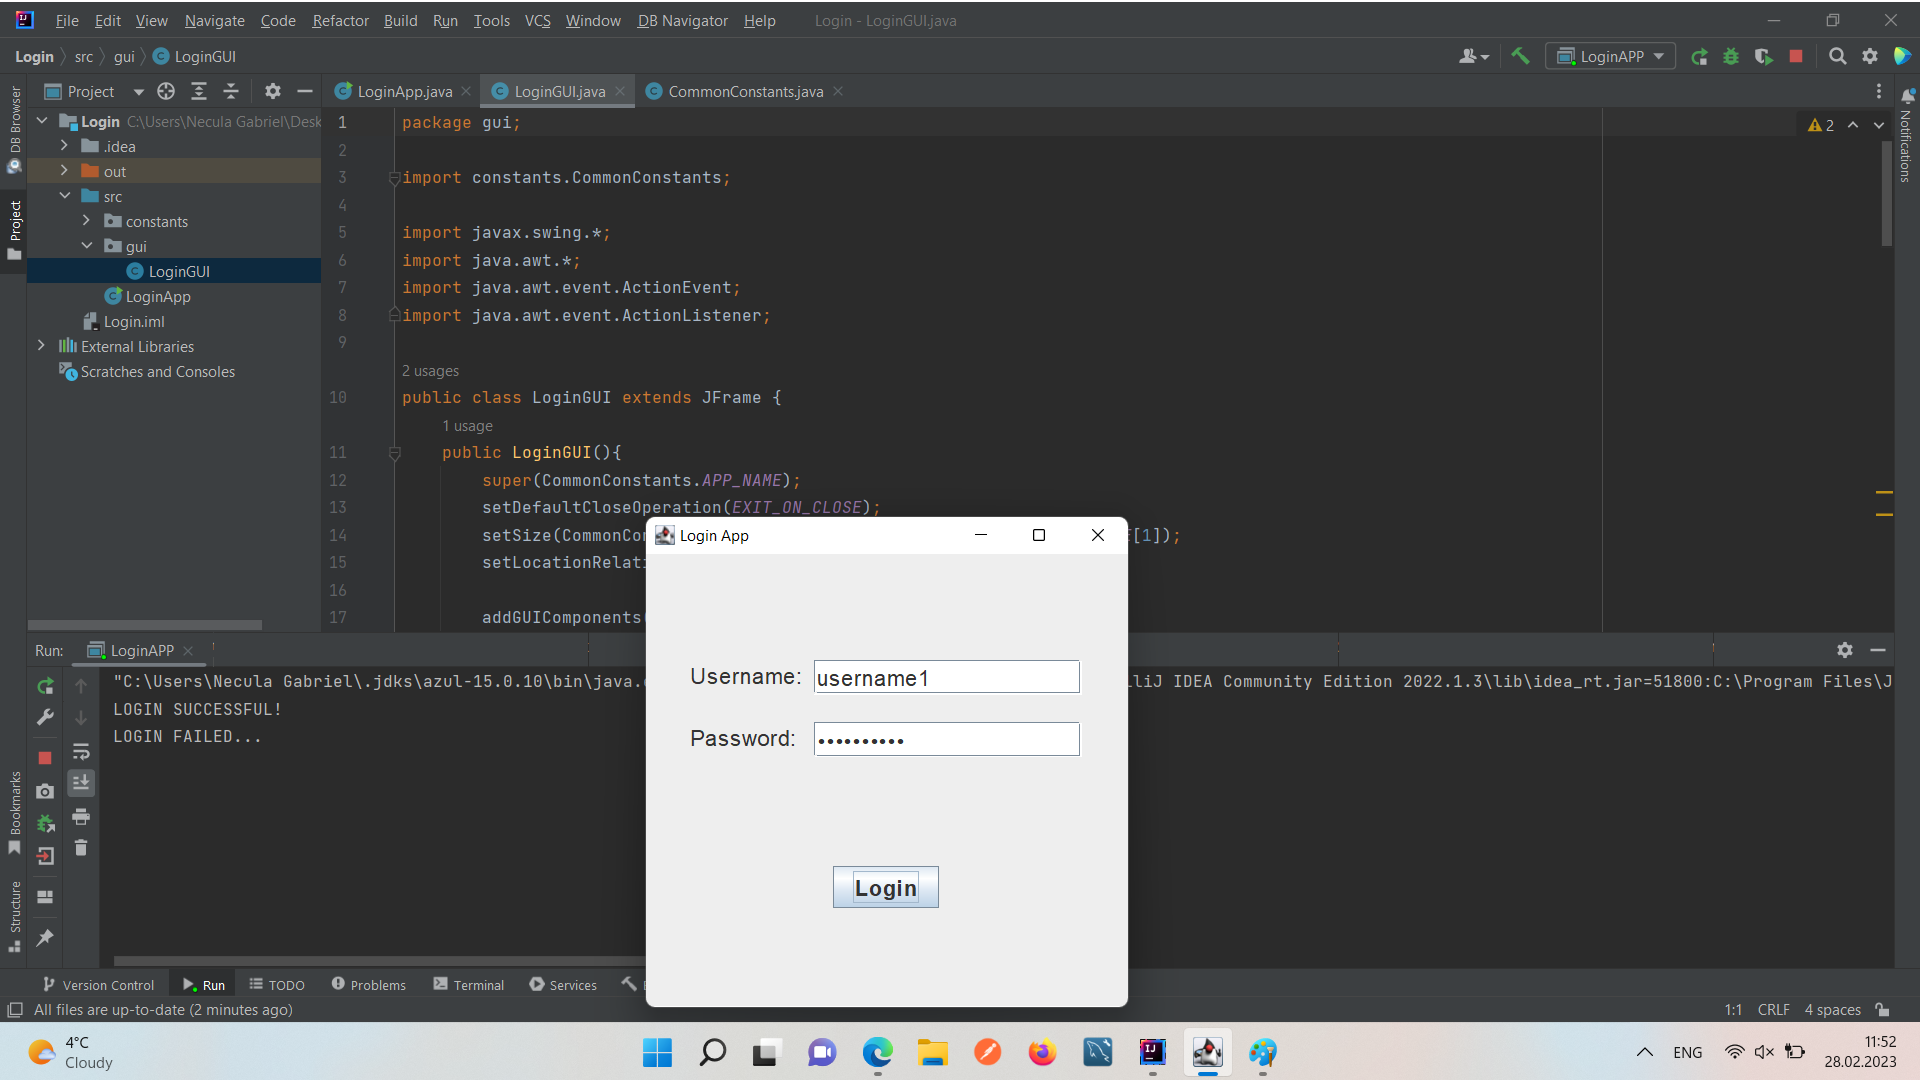 File Edit View Navigate Code Refactor Build Run Tools VCS Window DB Navigator Help Login - LoginGUI.java
Login src gui LoginGUI LoginAPP
Project LoginApp.java LoginGUI.java CommonConstants.java
DB Browser
Project
Bookmarks
Structure
Notifications
Login C:\Users\Necula Gabriel\Desk
.idea
out
src
constants
gui
LoginGUI
LoginApp
Login.iml
External Libraries
Scratches and Consoles
2
1 package gui;
2
3 import constants.CommonConstants;
4
5 import javax.swing.*;
6 import java.awt.*;
7 import java.awt.event.ActionEvent;
8 import java.awt.event.ActionListener;
9
2 usages
10 public class LoginGUI extends JFrame {
1 usage
11 public LoginGUI(){
12 super(CommonConstants.APP_NAME);
13 setDefaultCloseOperation(EXIT_ON_CLOSE);
14 setSize(CommonCo [1]);
15 setLocationRelat
16
17 addGUIComponents
Run: LoginAPP
"C:\Users\Necula Gabriel\.jdks\azul-15.0.10\bin\java. lliJ IDEA Community Edition 2022.1.3\lib\idea_rt.jar=51800:C:\Program Files\J
LOGIN SUCCESSFUL!
LOGIN FAILED...
Login App
Username: username1
Password: ••••••••••
Login
Version Control Run TODO Problems Terminal Services
All files are up-to-date (2 minutes ago) 1:1 CRLF 4 spaces
4°C
Cloudy
ENG
11:52
28.02.2023